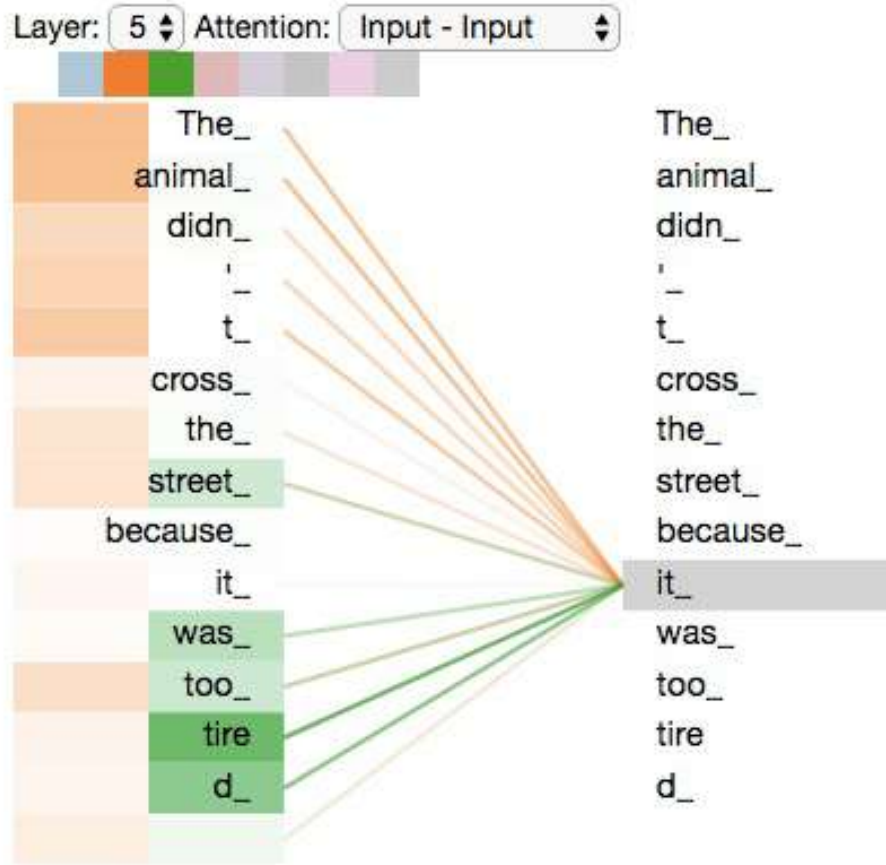 Layer: 5 Attention: Input - Input
The_ The_
animal_ animal_
didn_ didn_
'_ '_
t_ t_
cross_ cross_
the_ the_
street_ street_
because_ because_
it_ it_
was_ was_
too_ too_
tire tire
d_ d_